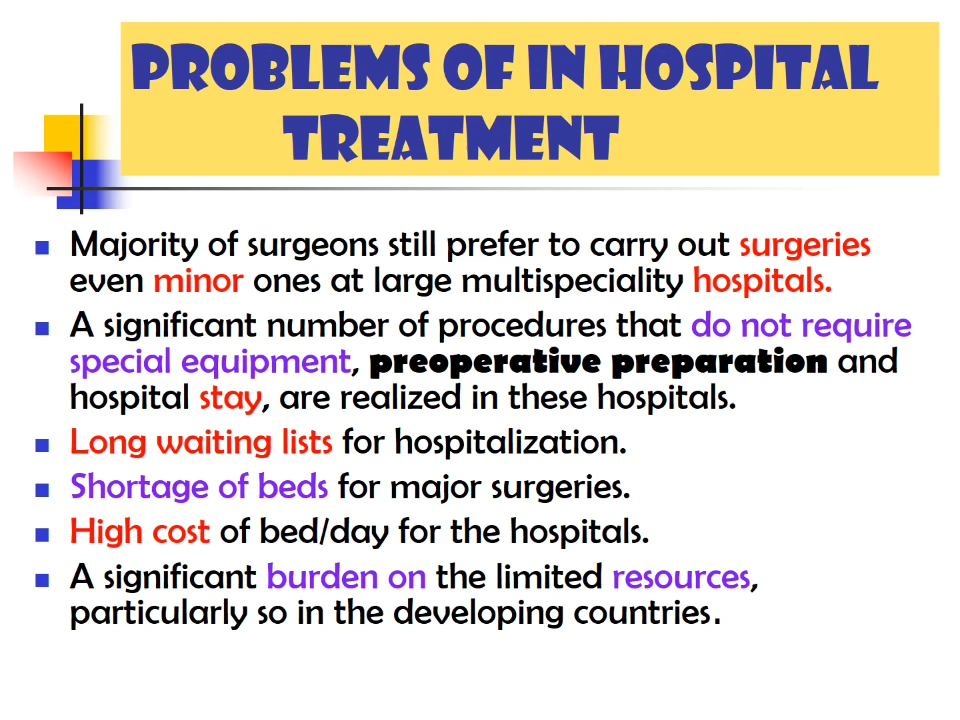 PROBLEMS OF IN HOSPITAL
TREATMENT
Majority of surgeons still prefer to carry out surgeries
even minor ones at large multispeciality hospitals.
A significant number of procedures that do not require
special equipment, preoperative preparation and
hospital stay, are realized in these hospitals.
Long waiting lists for hospitalization.
Shortage of beds for major surgeries.
High cost of bed/day for the hospitals.
A significant burden on the limited resources,
particularly so in the developing countries.